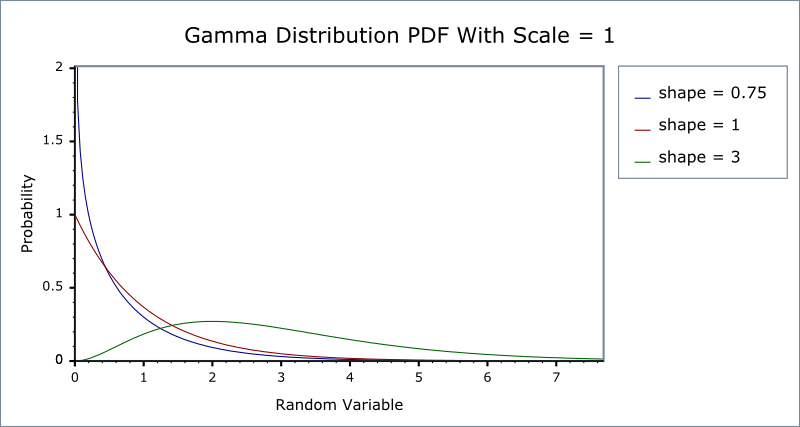 Gamma Distribution PDF With Scale = 1
shape = 0.75
shape = 1
shape = 3
Probability
2
1.5
1
0.5
0
0 1 2 3 4 5 6 7
Random Variable